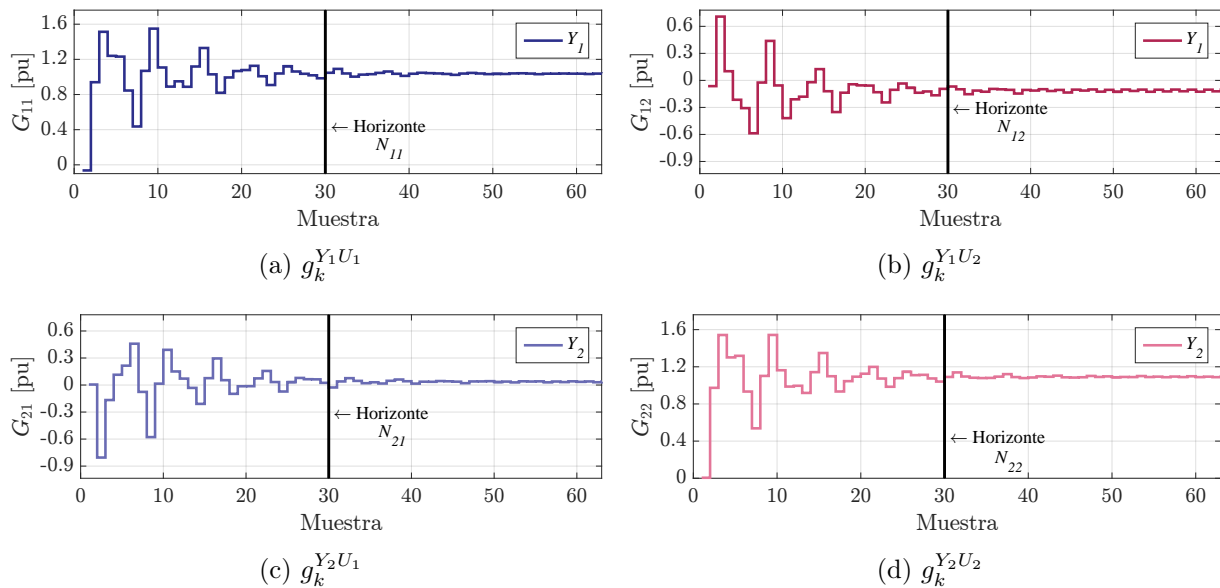 1.6
1.2
0.8
0.4
0
G11 [pu]
Y1
← Horizonte
N11
0 10 20 30 40 50 60
Muestra
(a) g_k^{Y1U1}
0.6
0.3
0
-0.3
-0.6
-0.9
G12 [pu]
Y1
← Horizonte
N12
0 10 20 30 40 50 60
Muestra
(b) g_k^{Y1U2}
0.6
0.3
0
-0.3
-0.6
-0.9
G21 [pu]
Y2
← Horizonte
N21
0 10 20 30 40 50 60
Muestra
(c) g_k^{Y2U1}
1.6
1.2
0.8
0.4
0
G22 [pu]
Y2
← Horizonte
N22
0 10 20 30 40 50 60
Muestra
(d) g_k^{Y2U2}